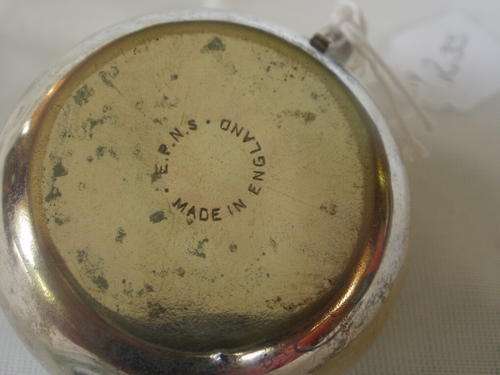 · E.P.N.S · MADE IN ENGLAND